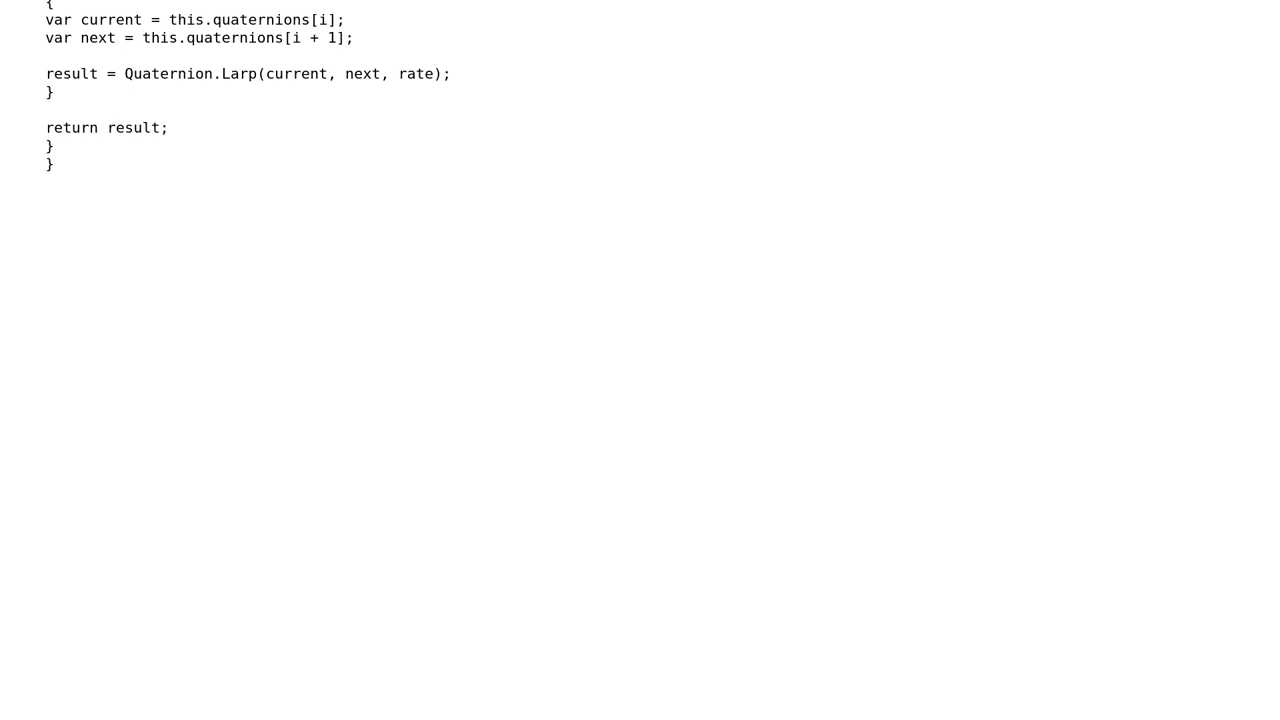 {
var current = this.quaternions[i];
var next = this.quaternions[i + 1];
result = Quaternion.Larp(current, next, rate);
}
return result;
}
}